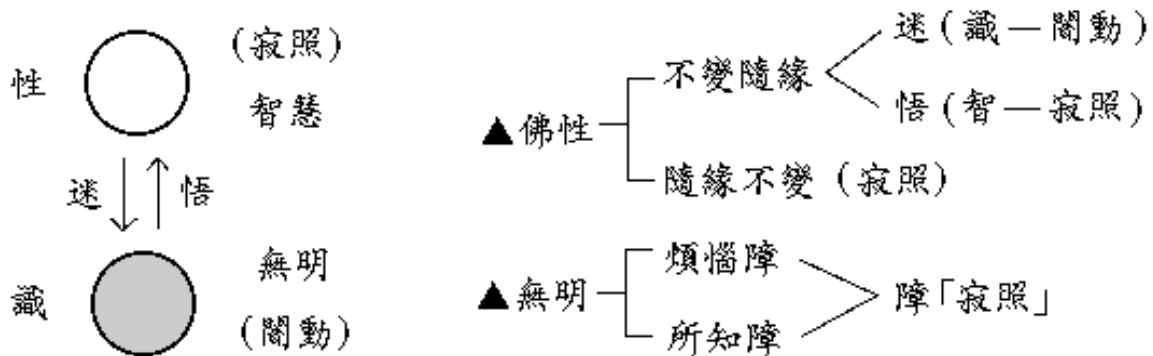 性
(寂照)
智慧
迷
悟
識
無明
(闇動)
▲佛性
不變隨緣
迷(識—闇動)
悟(智—寂照)
隨緣不變(寂照)
▲無明
煩惱障
所知障
障「寂照」